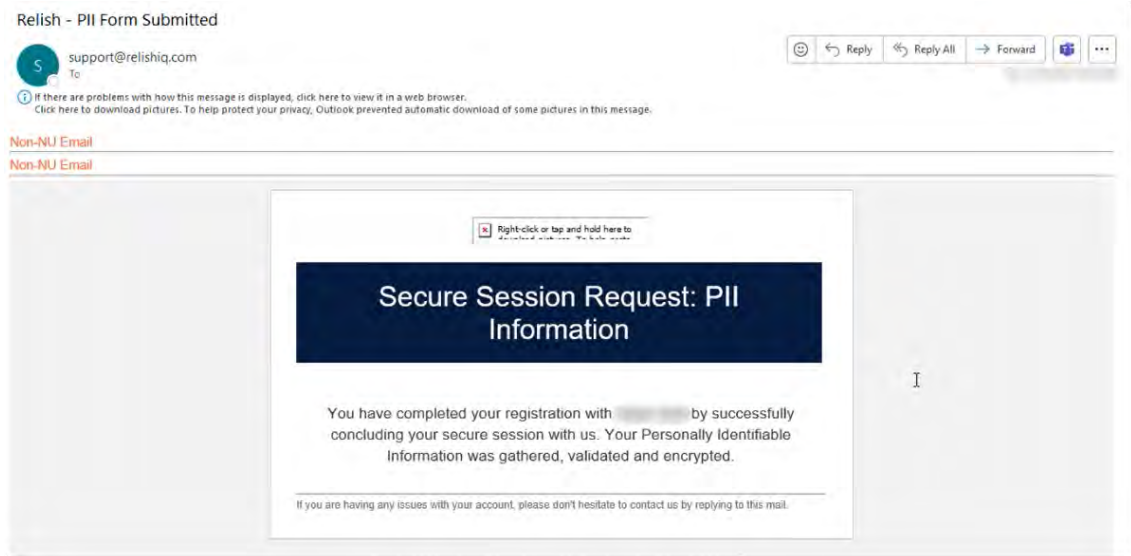 Relish - PII Form Submitted
S
support@relishiq.com
To
Reply
Reply All
Forward
If there are problems with how this message is displayed, click here to view it in a web browser.
Click here to download pictures. To help protect your privacy, Outlook prevented automatic download of some pictures in this message.
Non-NU Email
Non-NU Email
Right-click or tap and hold here to
Secure Session Request: PII
Information
You have completed your registration with by successfully
concluding your secure session with us. Your Personally Identifiable
Information was gathered, validated and encrypted.
If you are having any issues with your account, please don't hesitate to contact us by replying to this mail.